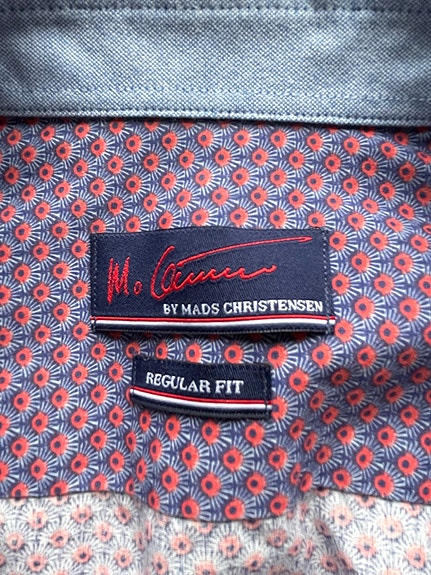 M.
BY MADS CHRISTENSEN
REGULAR FIT